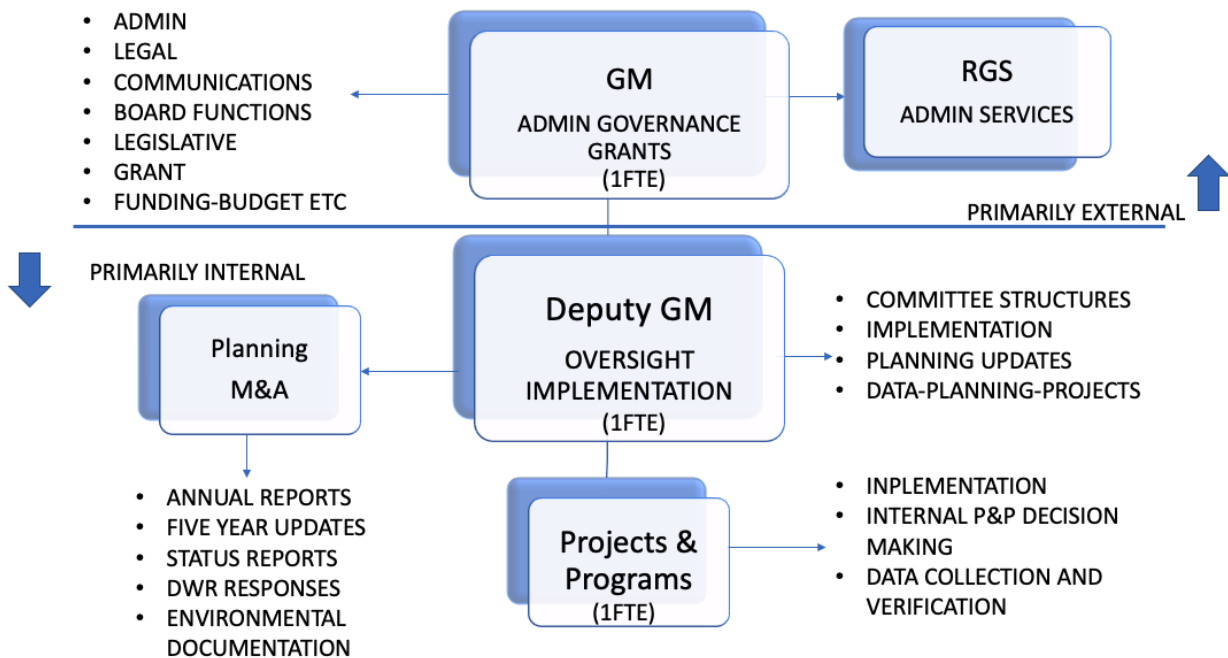 • ADMIN
• LEGAL
• COMMUNICATIONS
• BOARD FUNCTIONS
• LEGISLATIVE
• GRANT
• FUNDING-BUDGET ETC
GM
ADMIN GOVERNANCE
GRANTS
(1FTE)
RGS
ADMIN SERVICES
PRIMARILY EXTERNAL
PRIMARILY INTERNAL
Planning
M&A
Deputy GM
OVERSIGHT
IMPLEMENTATION
(1FTE)
• COMMITTEE STRUCTURES
• IMPLEMENTATION
• PLANNING UPDATES
• DATA-PLANNING-PROJECTS
• ANNUAL REPORTS
• FIVE YEAR UPDATES
• STATUS REPORTS
• DWR RESPONSES
• ENVIRONMENTAL
DOCUMENTATION
Projects &
Programs
(1FTE)
• INPLEMENTATION
• INTERNAL P&P DECISION
MAKING
• DATA COLLECTION AND
VERIFICATION